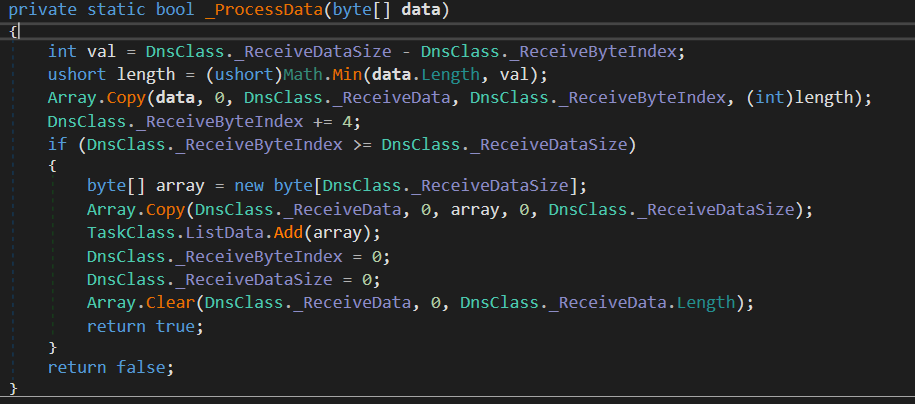 private static bool _ProcessData(byte[] data)
{
    int val = DnsClass._ReceiveDataSize - DnsClass._ReceiveByteIndex;
    ushort length = (ushort)Math.Min(data.Length, val);
    Array.Copy(data, 0, DnsClass._ReceiveData, DnsClass._ReceiveByteIndex, (int)length);
    DnsClass._ReceiveByteIndex += 4;
    if (DnsClass._ReceiveByteIndex >= DnsClass._ReceiveDataSize)
    {
        byte[] array = new byte[DnsClass._ReceiveDataSize];
        Array.Copy(DnsClass._ReceiveData, 0, array, 0, DnsClass._ReceiveDataSize);
        TaskClass.ListData.Add(array);
        DnsClass._ReceiveByteIndex = 0;
        DnsClass._ReceiveDataSize = 0;
        Array.Clear(DnsClass._ReceiveData, 0, DnsClass._ReceiveData.Length);
        return true;
    }
    return false;
}